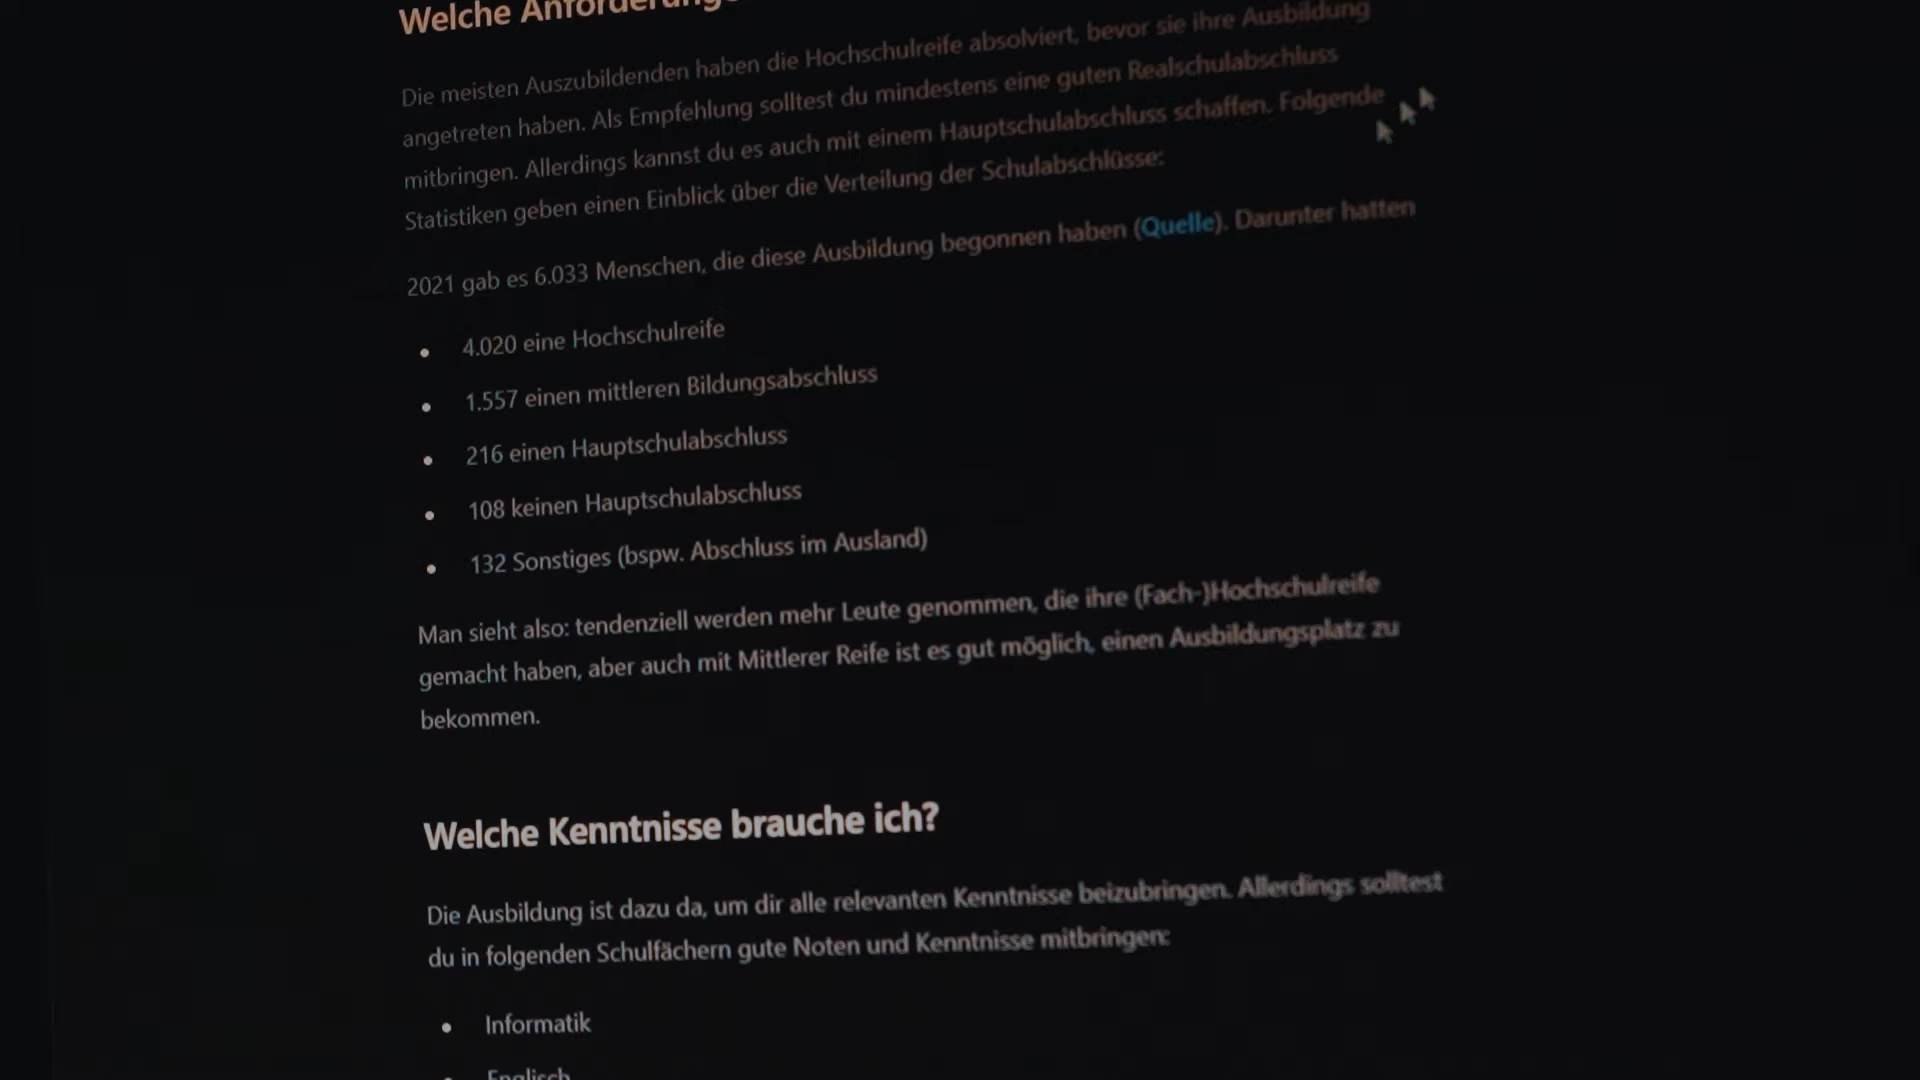 Welche Anforderunge
Die meisten Auszubildenden haben die Hochschulreife absolviert, bevor sie ihre Ausbildung
angetreten haben. Als Empfehlung solltest du mindestens eine guten Realschulabschluss
mitbringen. Allerdings kannst du es auch mit einem Hauptschulabschluss schaffen. Folgende
Statistiken geben einen Einblick über die Verteilung der Schulabschlüsse:
2021 gab es 6.033 Menschen, die diese Ausbildung begonnen haben (Quelle). Darunter hatten
• 4.020 eine Hochschulreife
• 1.557 einen mittleren Bildungsabschluss
• 216 einen Hauptschulabschluss
• 108 keinen Hauptschulabschluss
• 132 Sonstiges (bspw. Abschluss im Ausland)
Man sieht also: tendenziell werden mehr Leute genommen, die ihre (Fach-)Hochschulreife
gemacht haben, aber auch mit Mittlerer Reife ist es gut möglich, einen Ausbildungsplatz zu
bekommen.
Welche Kenntnisse brauche ich?
Die Ausbildung ist dazu da, um dir alle relevanten Kenntnisse beizubringen. Allerdings solltest
du in folgenden Schulfächern gute Noten und Kenntnisse mitbringen:
• Informatik
• Englisch